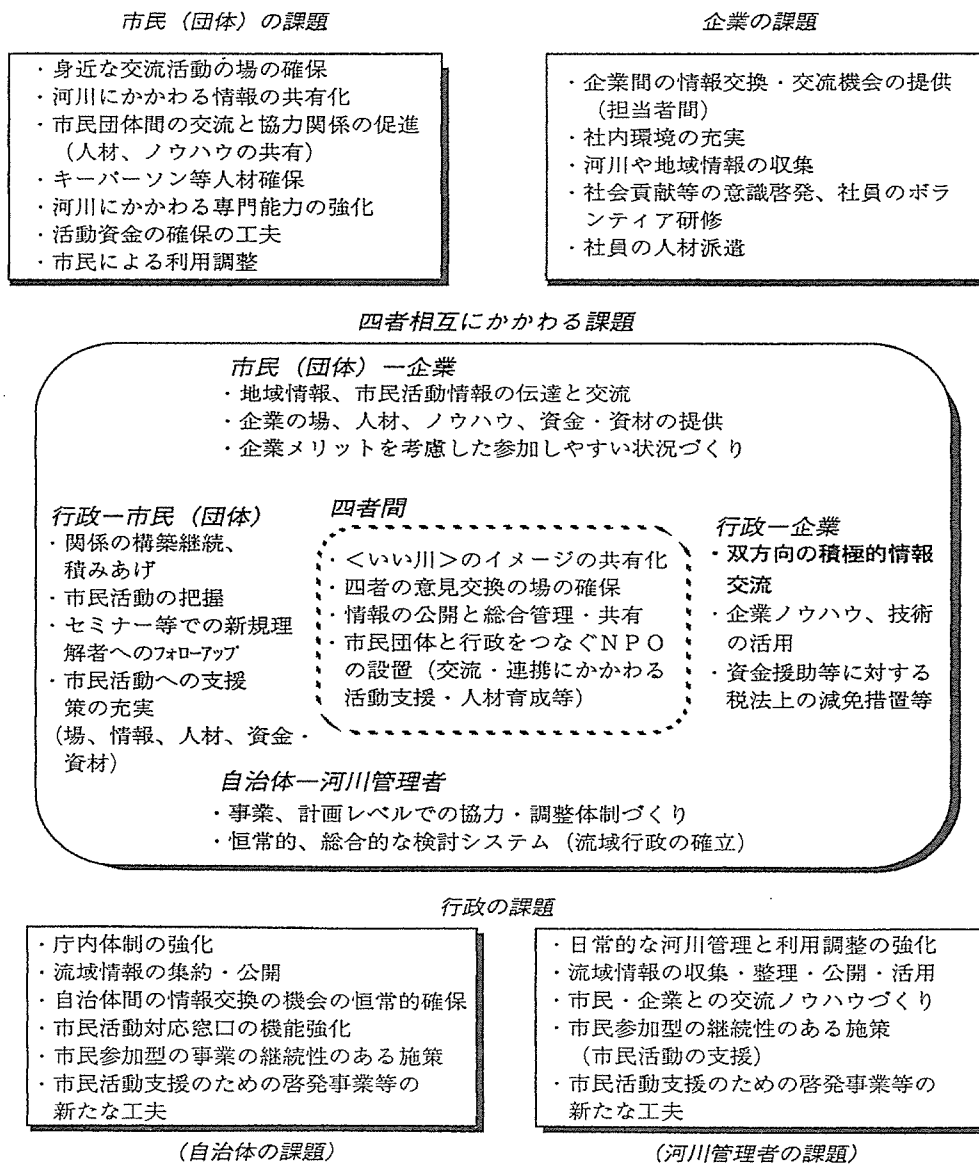 市民（団体）の課題
・身近な交流活動の場の確保
・河川にかかわる情報の共有化
・市民団体間の交流と協力関係の促進
（人材、ノウハウの共有）
・キーパーソン等人材確保
・河川にかかわる専門能力の強化
・活動資金の確保の工夫
・市民による利用調整
企業の課題
・企業間の情報交換・交流機会の提供
（担当者間）
・社内環境の充実
・河川や地域情報の収集
・社会貢献等の意識啓発、社員のボラ
ンティア研修
・社員の人材派遣
四者相互にかかわる課題
市民（団体）ー企業
・地域情報、市民活動情報の伝達と交流
・企業の場、人材、ノウハウ、資金・資材の提供
・企業メリットを考慮した参加しやすい状況づくり
行政ー市民（団体）
・関係の構築継続、
積みあげ
・市民活動の把握
・セミナー等での新規理
解者へのフォローアップ
・市民活動への支援
策の充実
（場、情報、人材、資金・
資材）
四者間
・＜いい川＞のイメージの共有化
・四者の意見交換の場の確保
・情報の公開と総合管理・共有
・市民団体と行政をつなぐＮＰＯ
の設置（交流・連携にかかわる
活動支援・人材育成等）
行政ー企業
・双方向の積極的情報
交流
・企業ノウハウ、技術
の活用
・資金援助等に対する
税法上の減免措置等
自治体ー河川管理者
・事業、計画レベルでの協力・調整体制づくり
・恒常的、総合的な検討システム（流域行政の確立）
行政の課題
・庁内体制の強化
・流域情報の集約・公開
・自治体間の情報交換の機会の恒常的確保
・市民活動対応窓口の機能強化
・市民参加型の事業の継続性のある施策
・市民活動支援のための啓発事業等の
新たな工夫
（自治体の課題）
・日常的な河川管理と利用調整の強化
・流域情報の収集・整理・公開・活用
・市民・企業との交流ノウハウづくり
・市民参加型の継続性のある施策
（市民活動の支援）
・市民活動支援のための啓発事業等の
新たな工夫
（河川管理者の課題）